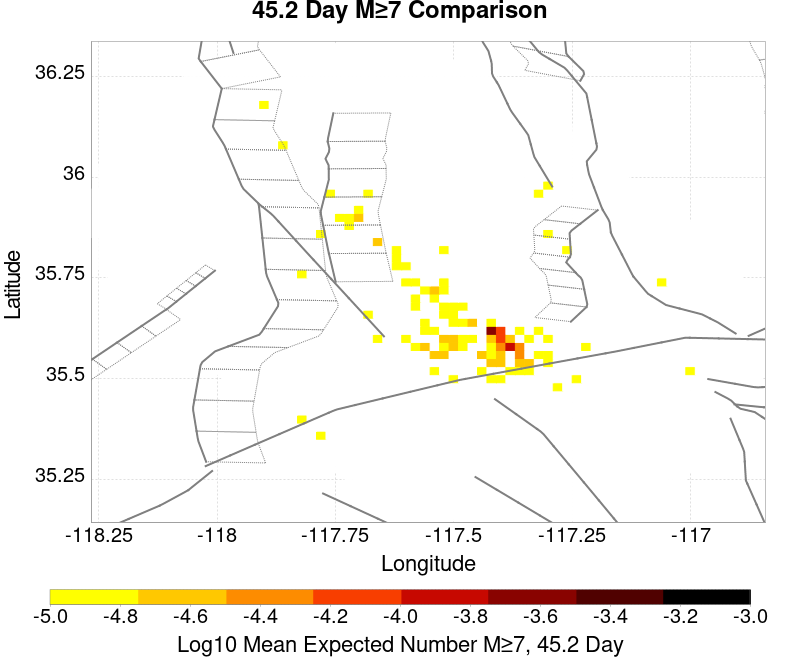 45.2 Day M≥7 Comparison
36.25
36
35.75
35.5
35.25
Latitude
-118.25 -118 -117.75 -117.5 -117.25 -117
Longitude
-5.0 -4.8 -4.6 -4.4 -4.2 -4.0 -3.8 -3.6 -3.4 -3.2 -3.0
Log10 Mean Expected Number M≥7, 45.2 Day